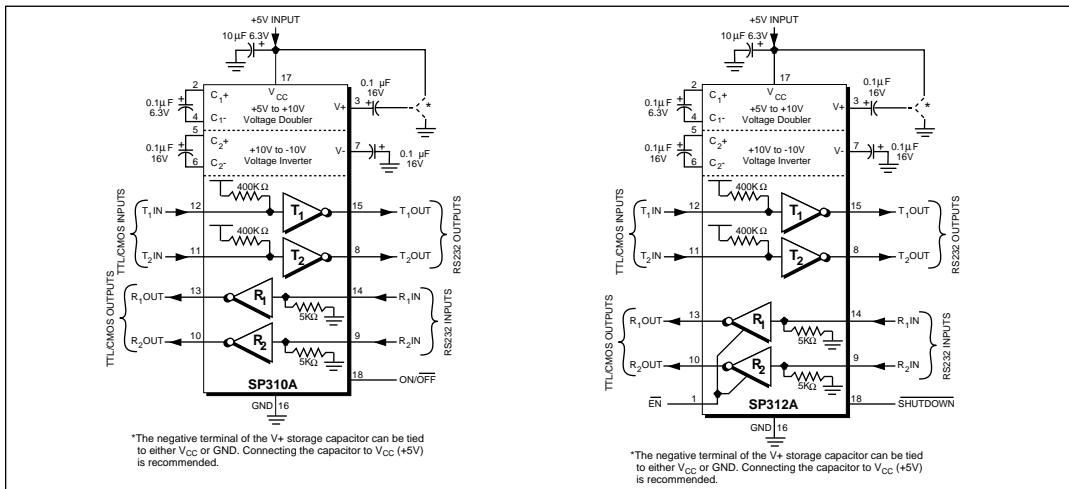 +5V INPUT
10 µF 6.3V
+
17
VCC
2
C1+
0.1µF
6.3V
+
4
C1-
+5V to +10V
Voltage Doubler
V+
3
+
0.1 µF
16V
*
5
C2+
0.1µF
16V
+
6
C2-
+10V to -10V
Voltage Inverter
V-
7
+
0.1 µF
16V
TTL/CMOS INPUTS
400KΩ
T1IN
12
T1
15
T1OUT
400KΩ
T2IN
11
T2
8
T2OUT
RS232 OUTPUTS
TTL/CMOS OUTPUTS
R1OUT
13
R1
14
R1IN
5KΩ
R2OUT
10
R2
9
R2IN
5KΩ
RS232 INPUTS
18
ON/OFF
SP310A
GND
16
*The negative terminal of the V+ storage capacitor can be tied
to either VCC or GND. Connecting the capacitor to VCC (+5V)
is recommended.
+5V INPUT
10 µF 6.3V
+
17
VCC
2
C1+
0.1µF
6.3V
+
4
C1-
+5V to +10V
Voltage Doubler
V+
3
+
0.1µF
16V
*
5
C2+
0.1µF
16V
+
6
C2-
+10V to -10V
Voltage Inverter
V-
7
+
0.1 µF
16V
TTL/CMOS INPUTS
400KΩ
T1IN
12
T1
15
T1OUT
400KΩ
T2IN
11
T2
8
T2OUT
RS232 OUTPUTS
TTL/CMOS OUTPUTS
R1OUT
13
R1
14
R1IN
5KΩ
R2OUT
10
R2
9
R2IN
5KΩ
RS232 INPUTS
EN
1
SP312A
18
SHUTDOWN
GND
16
*The negative terminal of the V+ storage capacitor can be tied
to either VCC or GND. Connecting the capacitor to VCC (+5V)
is recommended.